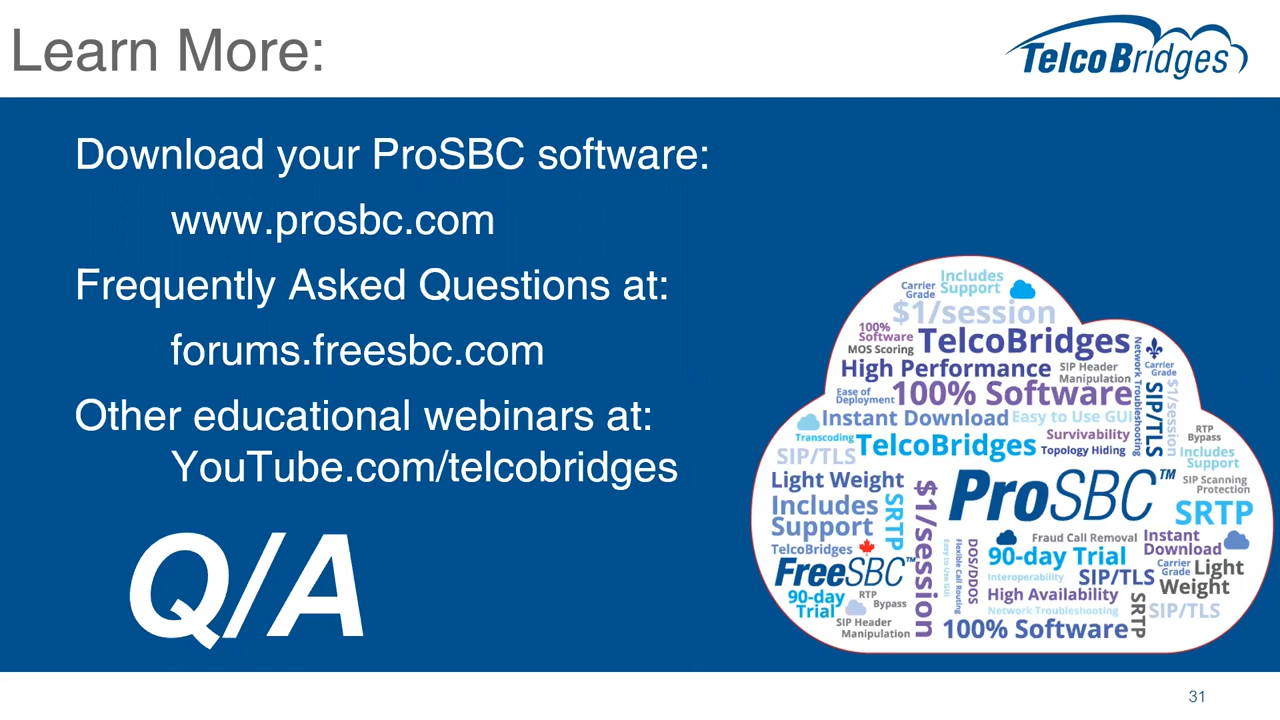 Learn More:
TelcoBridges
Download your ProSBC software:
www.prosbc.com
Frequently Asked Questions at:
forums.freesbc.com
Other educational webinars at:
YouTube.com/telcobridges
Q/A
Includes
Support
Carrier
Grade
$1/session
100%
Software
MOS Scoring
TelcoBridges
Network Troubleshooting
Carrier
Grade
High Performance
SIP Header
Manipulation
Ease of
Deployment
100% Software
SIP/TLS
$1/session
Instant Download
Easy to Use GUI
Transcoding
TelcoBridges
Survivability
Topology Hiding
RTP
Bypass
SIP/TLS
Includes
Support
Light Weight
ProSBC™
SIP Scanning
Protection
Includes
Support
SRTP
$1/session
SRTP
TelcoBridges
Easy to Use GUI
Flexible Call Routing
DOS/DDOS
Fraud Call Removal
Instant
Download
FreeSBC™
90-day Trial
Carrier
Grade
Light
Weight
Interoperability
SIP/TLS
90-day
Trial
RTP
Bypass
High Availability
SRTP
Network Troubleshooting
SIP/TLS
SIP Header
Manipulation
100% Software
31